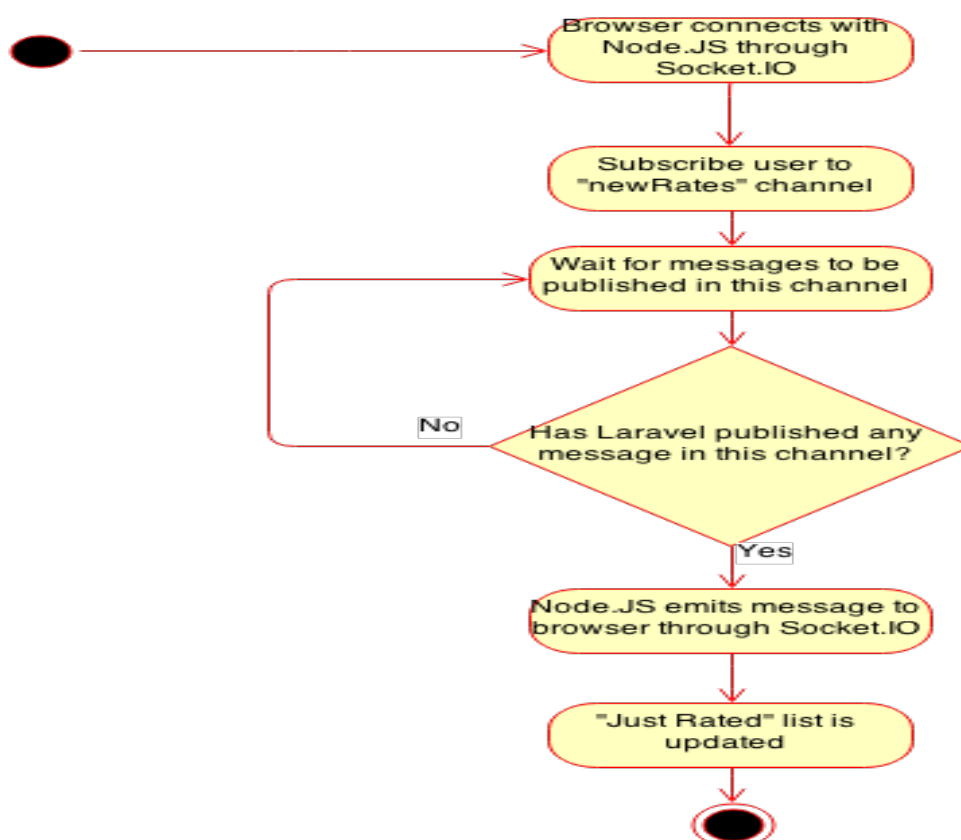 Browser connects with
Node.JS through
Socket.IO
Subscribe user to
"newRates" channel
Wait for messages to be
published in this channel
No
Has Laravel published any
message in this channel?
Yes
Node.JS emits message to
browser through Socket.IO
"Just Rated" list is
updated